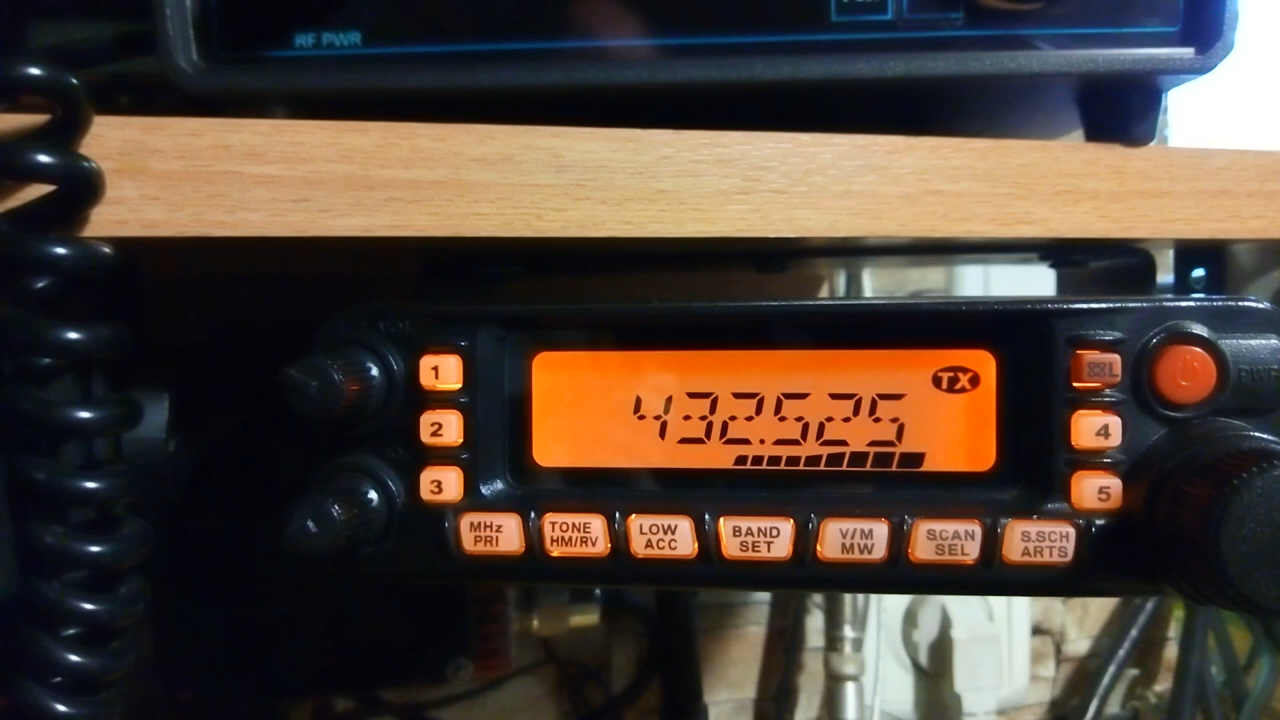 RF PWR
1
TX
432.525
PWR
2
4
3
5
MHz
PRI
TONE
HM/RV
LOW
ACC
BAND
SET
V/M
MW
SCAN
SEL
S.SCH
ARTS